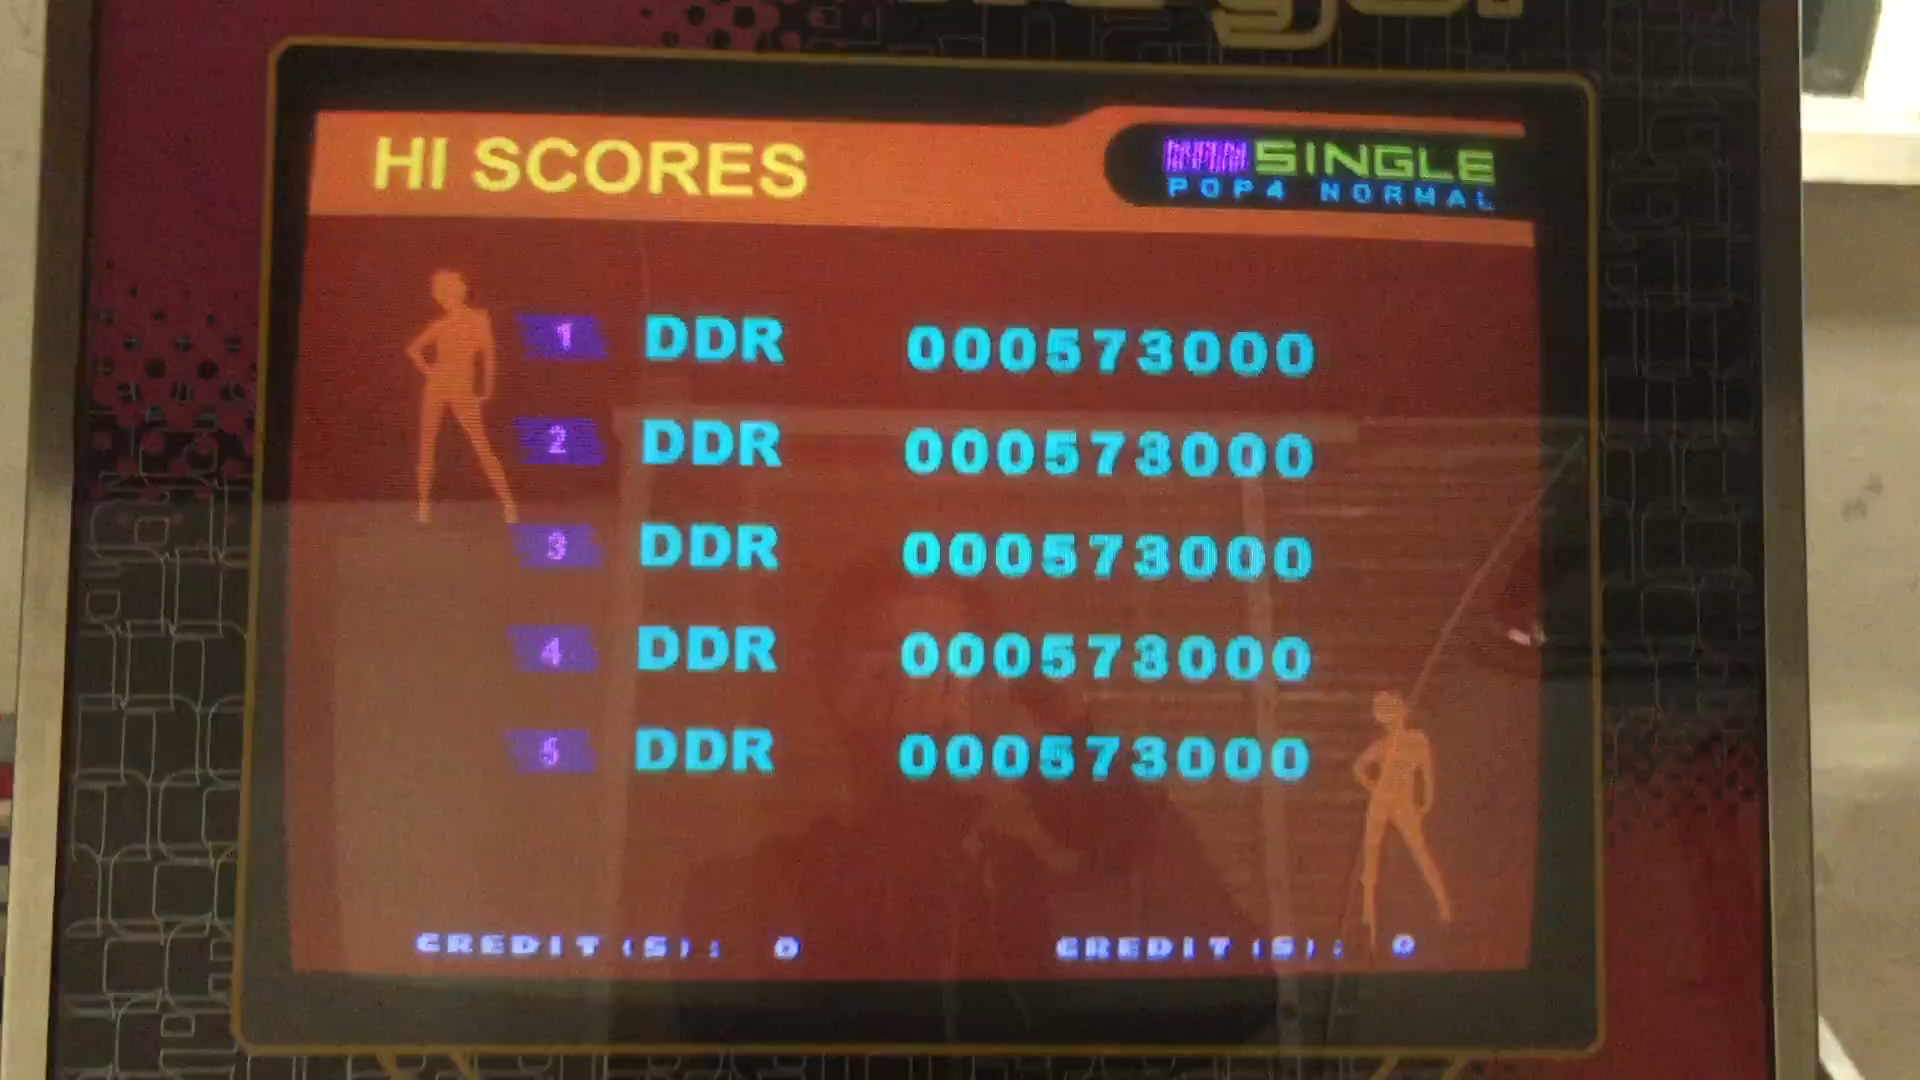 HI SCORES
SINGLE
POP4 NORMAL
1 DDR 000573000
2 DDR 000573000
3 DDR 000573000
4 DDR 000573000
5 DDR 000573000
CREDIT(S): 0 CREDIT(S): 0